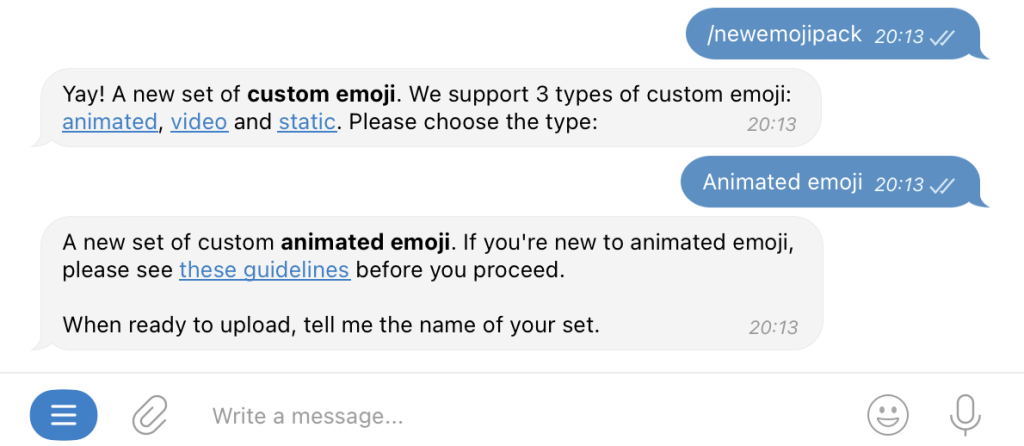 /newemojipack 20:13
Yay! A new set of custom emoji. We support 3 types of custom emoji:
animated, video and static. Please choose the type: 20:13
Animated emoji 20:13
A new set of custom animated emoji. If you're new to animated emoji,
please see these guidelines before you proceed.
When ready to upload, tell me the name of your set. 20:13
Write a message...